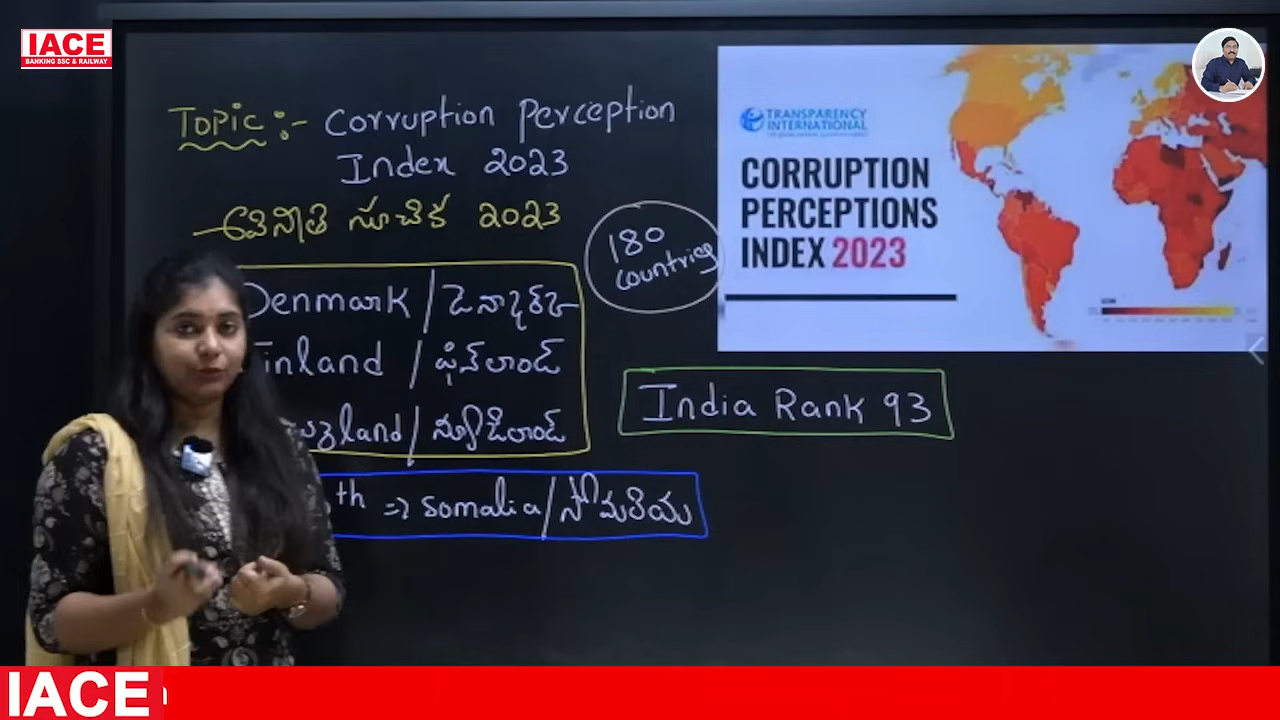 IACE
BANKING SSC & RAILWAY
Topic :- Corruption Perception
Index 2023
అవినీతి సూచిక 2023
180
countries
Denmark / డెన్మార్క్
inland / ఫిన్‌లాండ్
zland / న్యూజిలాండ్
th => Somalia / సోమలియ
TRANSPARENCY
INTERNATIONAL
CORRUPTION
PERCEPTIONS
INDEX 2023
India Rank 93
IACE